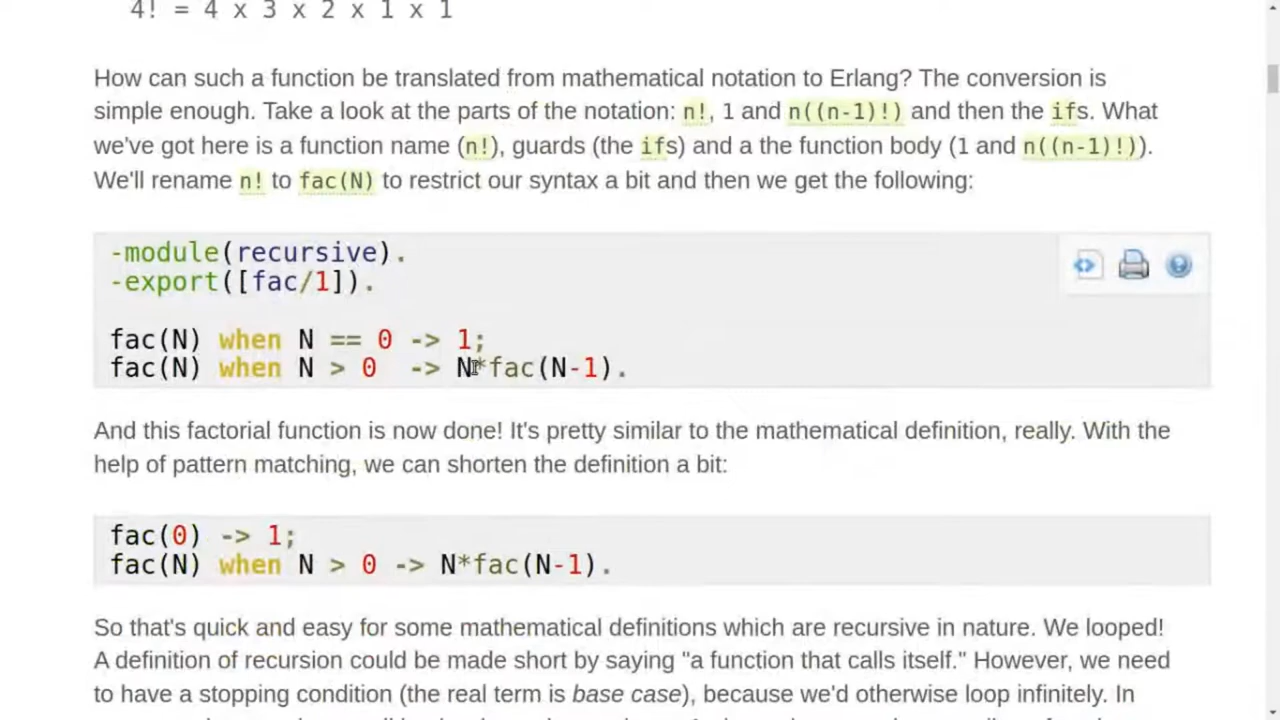 4! = 4 x 3 x 2 x 1 x 1
How can such a function be translated from mathematical notation to Erlang? The conversion is
simple enough. Take a look at the parts of the notation: n!, 1 and n((n-1)!) and then the ifs. What
we've got here is a function name (n!), guards (the ifs) and a the function body (1 and n((n-1)!)).
We'll rename n! to fac(N) to restrict our syntax a bit and then we get the following:
-module(recursive).
-export([fac/1]).
fac(N) when N == 0 -> 1;
fac(N) when N > 0  -> N*fac(N-1).
And this factorial function is now done! It's pretty similar to the mathematical definition, really. With the
help of pattern matching, we can shorten the definition a bit:
fac(0) -> 1;
fac(N) when N > 0 -> N*fac(N-1).
So that's quick and easy for some mathematical definitions which are recursive in nature. We looped!
A definition of recursion could be made short by saying "a function that calls itself." However, we need
to have a stopping condition (the real term is base case), because we'd otherwise loop infinitely. In